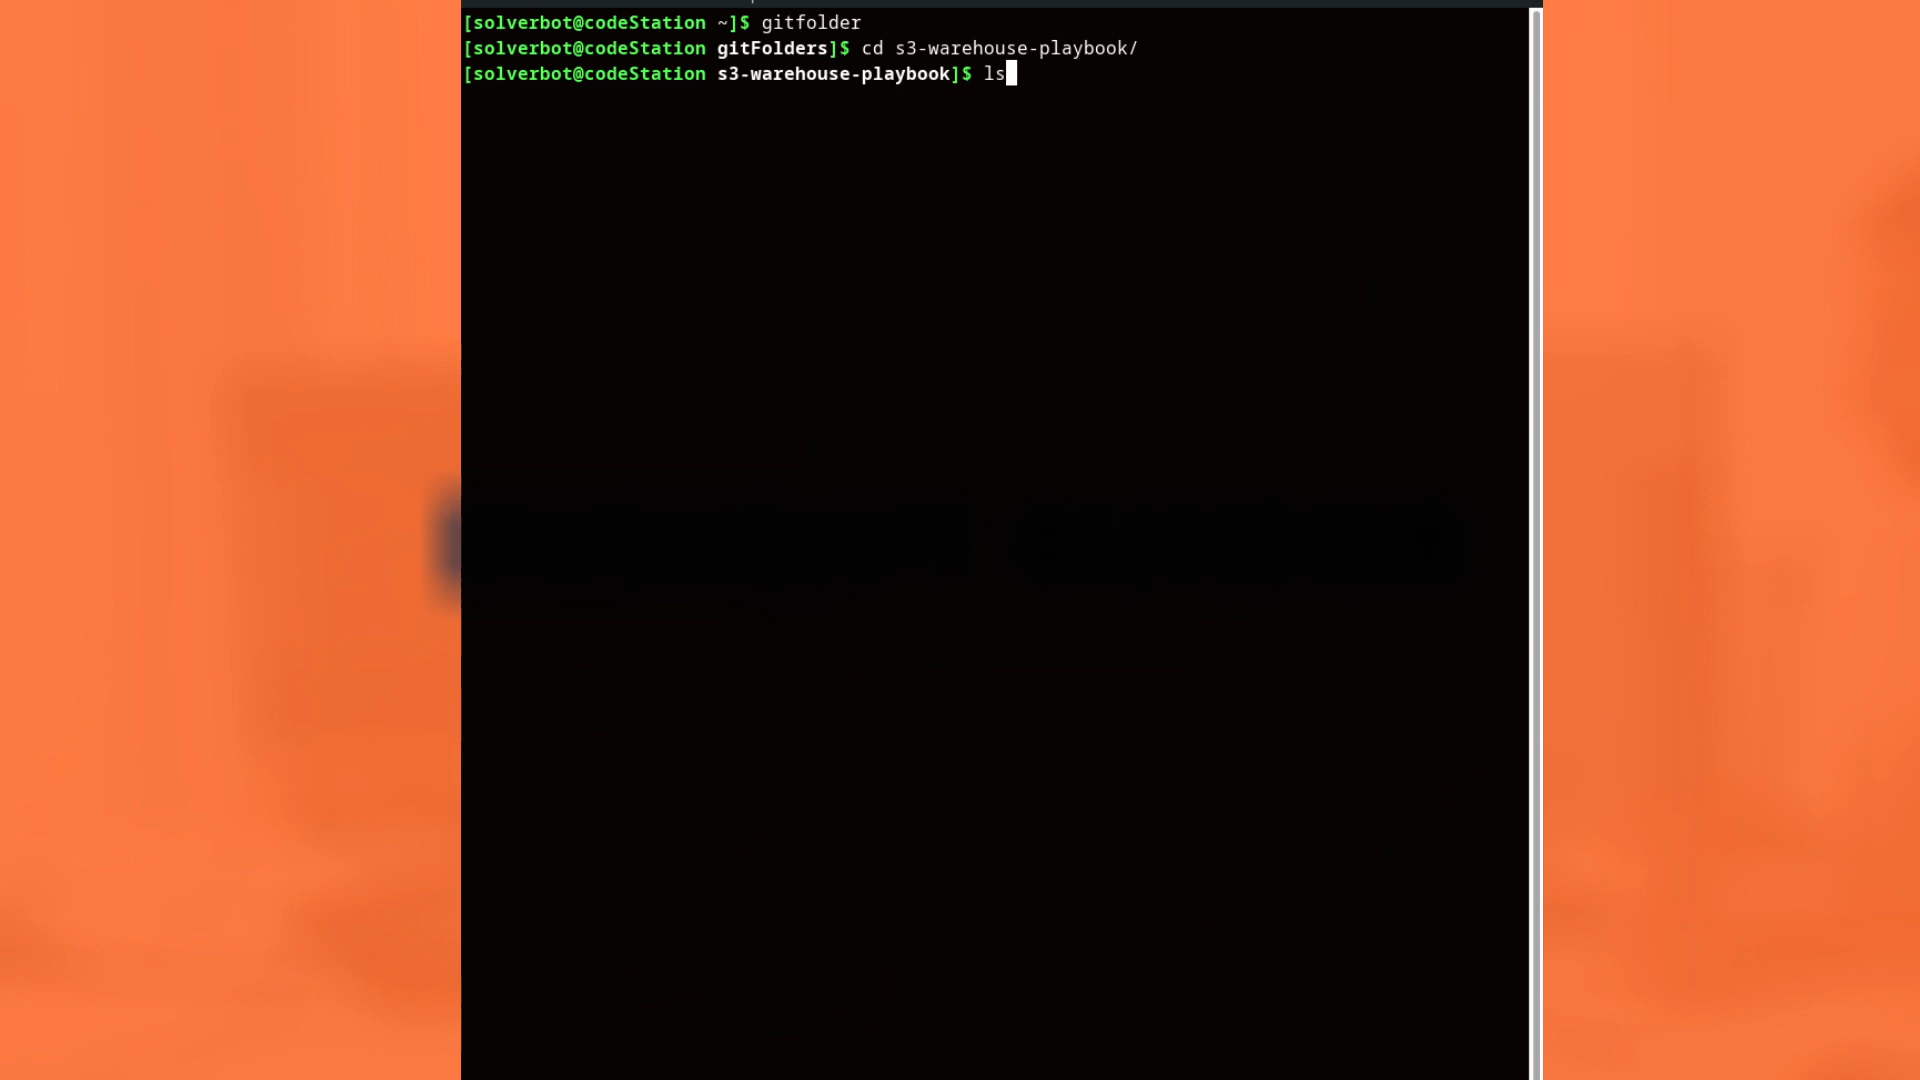 [solverbot@codeStation ~]$ gitfolder
[solverbot@codeStation gitFolders]$ cd s3-warehouse-playbook/
[solverbot@codeStation s3-warehouse-playbook]$ ls